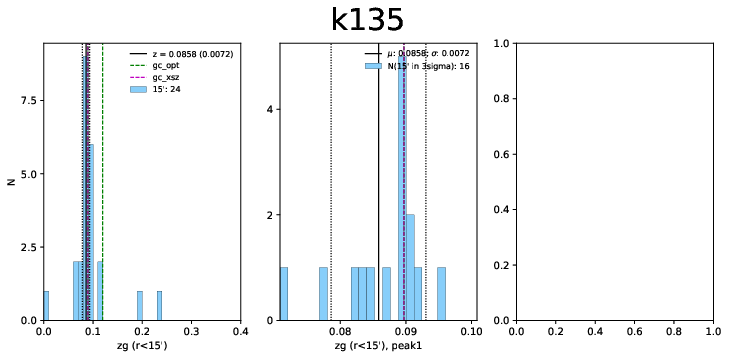 k135
z = 0.0858 (0.0072)
gc_opt
gc_xsz
15': 24
N
7.5
5.0
2.5
0.0
0.0 0.1 0.2 0.3 0.4
zg (r<15')
μ: 0.0858, σ: 0.0072
N(15' in 3sigma): 16
4
2
0
0.08 0.09 0.10
zg (r<15'), peak1
1.0
0.8
0.6
0.4
0.2
0.0
0.0 0.2 0.4 0.6 0.8 1.0